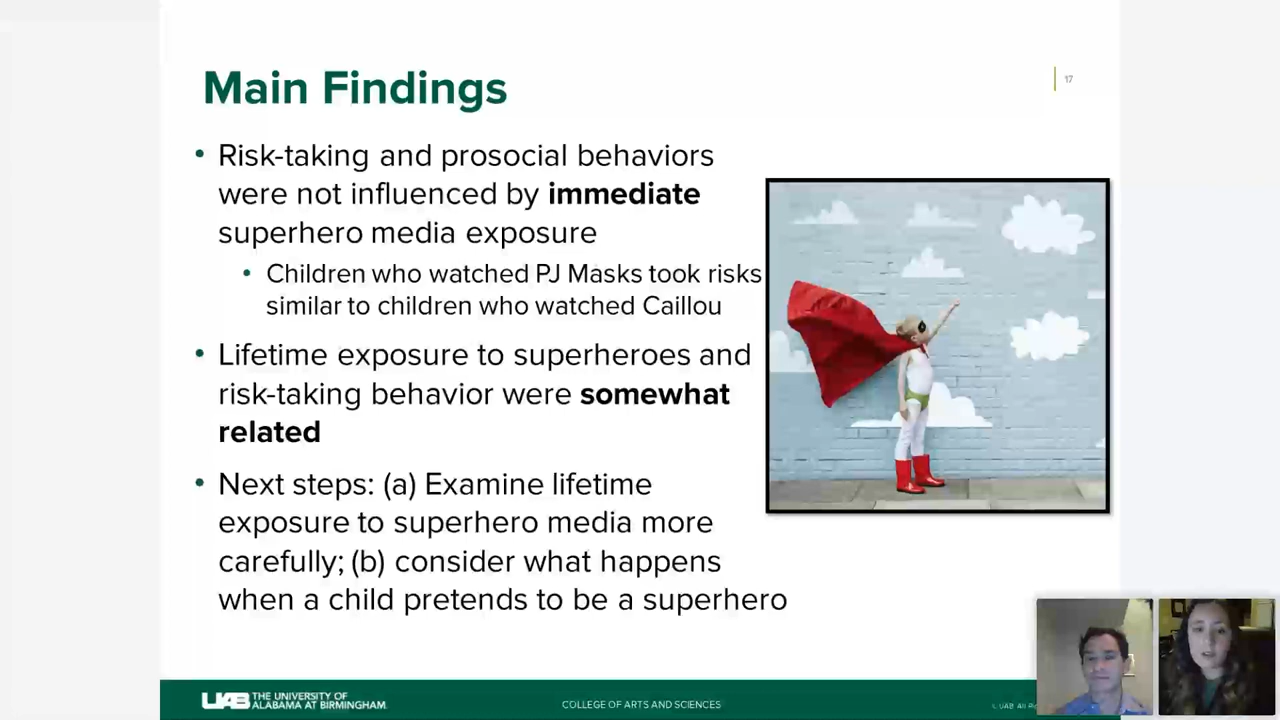 Main Findings
17
• Risk-taking and prosocial behaviors
were not influenced by immediate
superhero media exposure
• Children who watched PJ Masks took risks
similar to children who watched Caillou
• Lifetime exposure to superheroes and
risk-taking behavior were somewhat
related
• Next steps: (a) Examine lifetime
exposure to superhero media more
carefully; (b) consider what happens
when a child pretends to be a superhero
UAB THE UNIVERSITY OF
ALABAMA AT BIRMINGHAM
COLLEGE OF ARTS AND SCIENCES
UAB. All